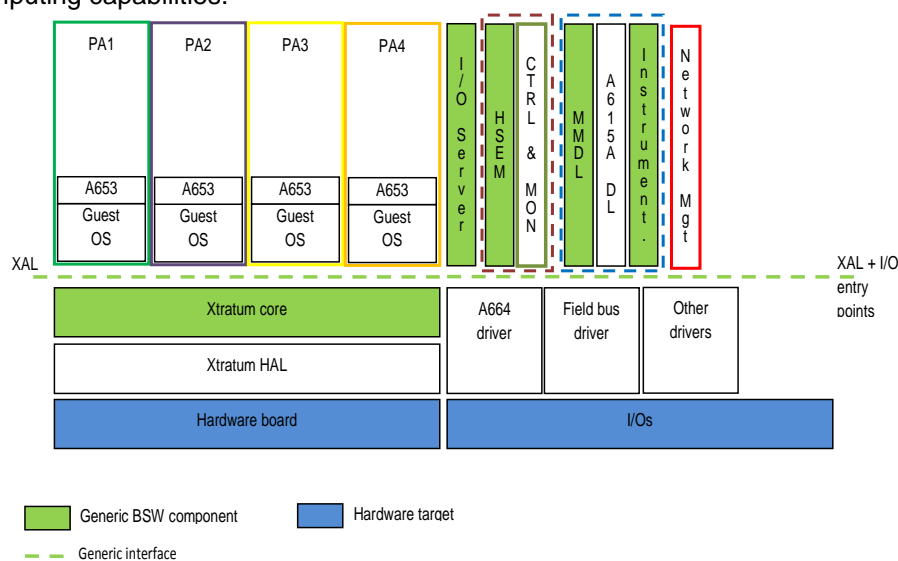 puting capabilities.
PA1
PA2
PA3
PA4
A653
A653
A653
A653
Guest
OS
Guest
OS
Guest
OS
Guest
OS
I/O Server
HSEM
CTRL & MON
MMDL
A615A DL
Instrument.
Network Mgt
XAL
XAL + I/O
entry
points
Xtratum core
A664
driver
Field bus
driver
Other
drivers
Xtratum HAL
Hardware board
I/Os
Generic BSW component
Hardware target
Generic interface